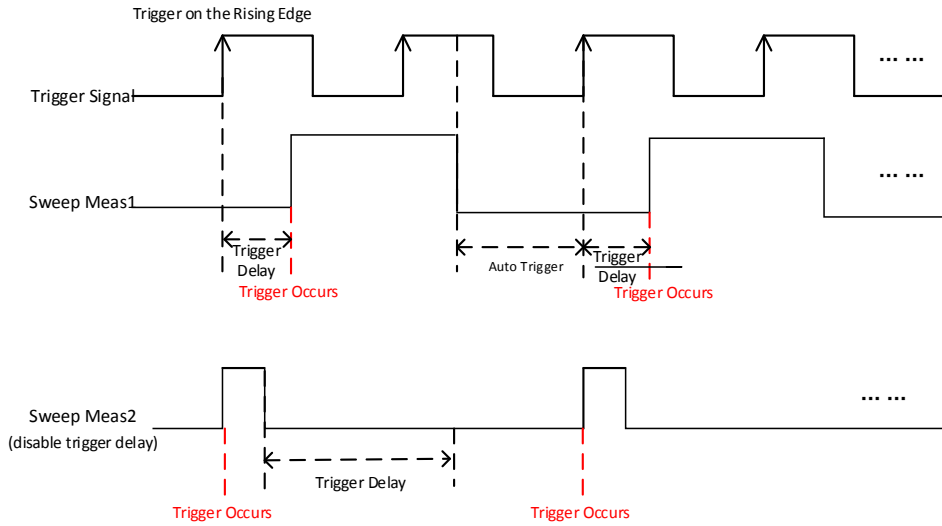 Trigger on the Rising Edge
... ...
Trigger Signal
... ...
Sweep Meas1
Trigger
Delay
Auto Trigger
Trigger
Delay
Trigger Occurs
Trigger Occurs
... ...
Sweep Meas2
(disable trigger delay)
Trigger Delay
Trigger Occurs
Trigger Occurs